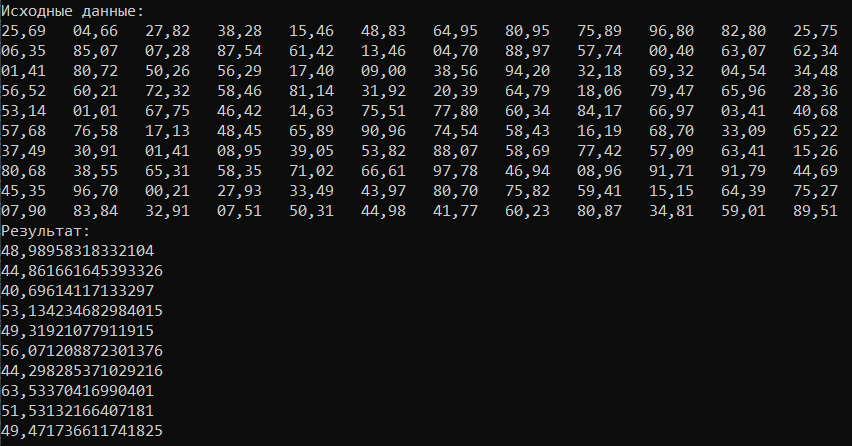 Исходные данные:
25,69 04,66 27,82 38,28 15,46 48,83 64,95 80,95 75,89 96,80 82,80 25,75
06,35 85,07 07,28 87,54 61,42 13,46 04,70 88,97 57,74 00,40 63,07 62,34
01,41 80,72 50,26 56,29 17,40 09,00 38,56 94,20 32,18 69,32 04,54 34,48
56,52 60,21 72,32 58,46 81,14 31,92 20,39 64,79 18,06 79,47 65,96 28,36
53,14 01,01 67,75 46,42 14,63 75,51 77,80 60,34 84,17 66,97 03,41 40,68
57,68 76,58 17,13 48,45 65,89 90,96 74,54 58,43 16,19 68,70 33,09 65,22
37,49 30,91 01,41 08,95 39,05 53,82 88,07 58,69 77,42 57,09 63,41 15,26
80,68 38,55 65,31 58,35 71,02 66,61 97,78 46,94 08,96 91,71 91,79 44,69
45,35 96,70 00,21 27,93 33,49 43,97 80,70 75,82 59,41 15,15 64,39 75,27
07,90 83,84 32,91 07,51 50,31 44,98 41,77 60,23 80,87 34,81 59,01 89,51
Результат:
48,98958318332104
44,861661645393326
40,69614117133297
53,134234682984015
49,31921077911915
56,071208872301376
44,298285371029216
63,53370416990401
51,53132166407181
49,471736611741825